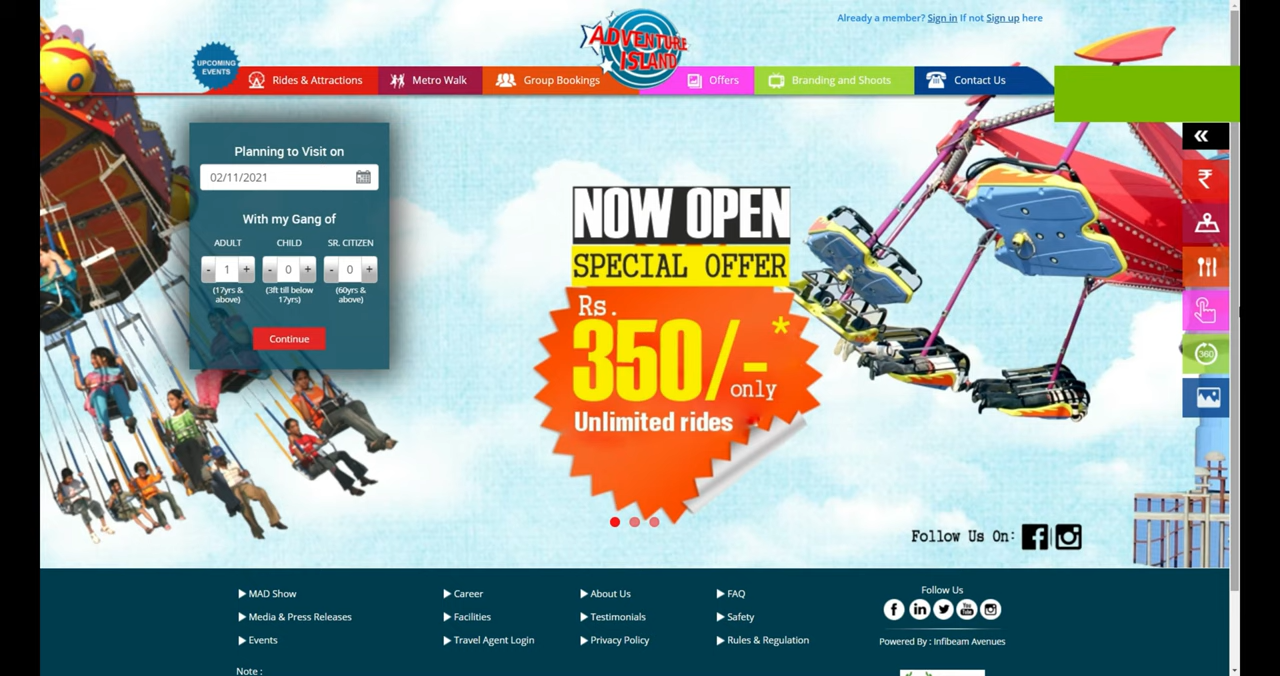 Already a member? Sign in If not Sign up here
ADVENTURE
ISLAND
UPCOMING
EVENTS
Rides & Attractions
Metro Walk
Group Bookings
Offers
Branding and Shoots
Contact Us
Planning to Visit on
02/11/2021
With my Gang of
ADULT CHILD SR. CITIZEN
- 1 + - 0 + - 0 +
(17yrs & above) (3ft till below 17yrs) (60yrs & above)
Continue
NOW OPEN
SPECIAL OFFER
Rs.
350/-*
only
Unlimited rides
«
₹
360
Follow Us On:
MAD Show
Media & Press Releases
Events
Career
Facilities
Travel Agent Login
About Us
Testimonials
Privacy Policy
FAQ
Safety
Rules & Regulation
Follow Us
Powered By : Infibeam Avenues
Note :